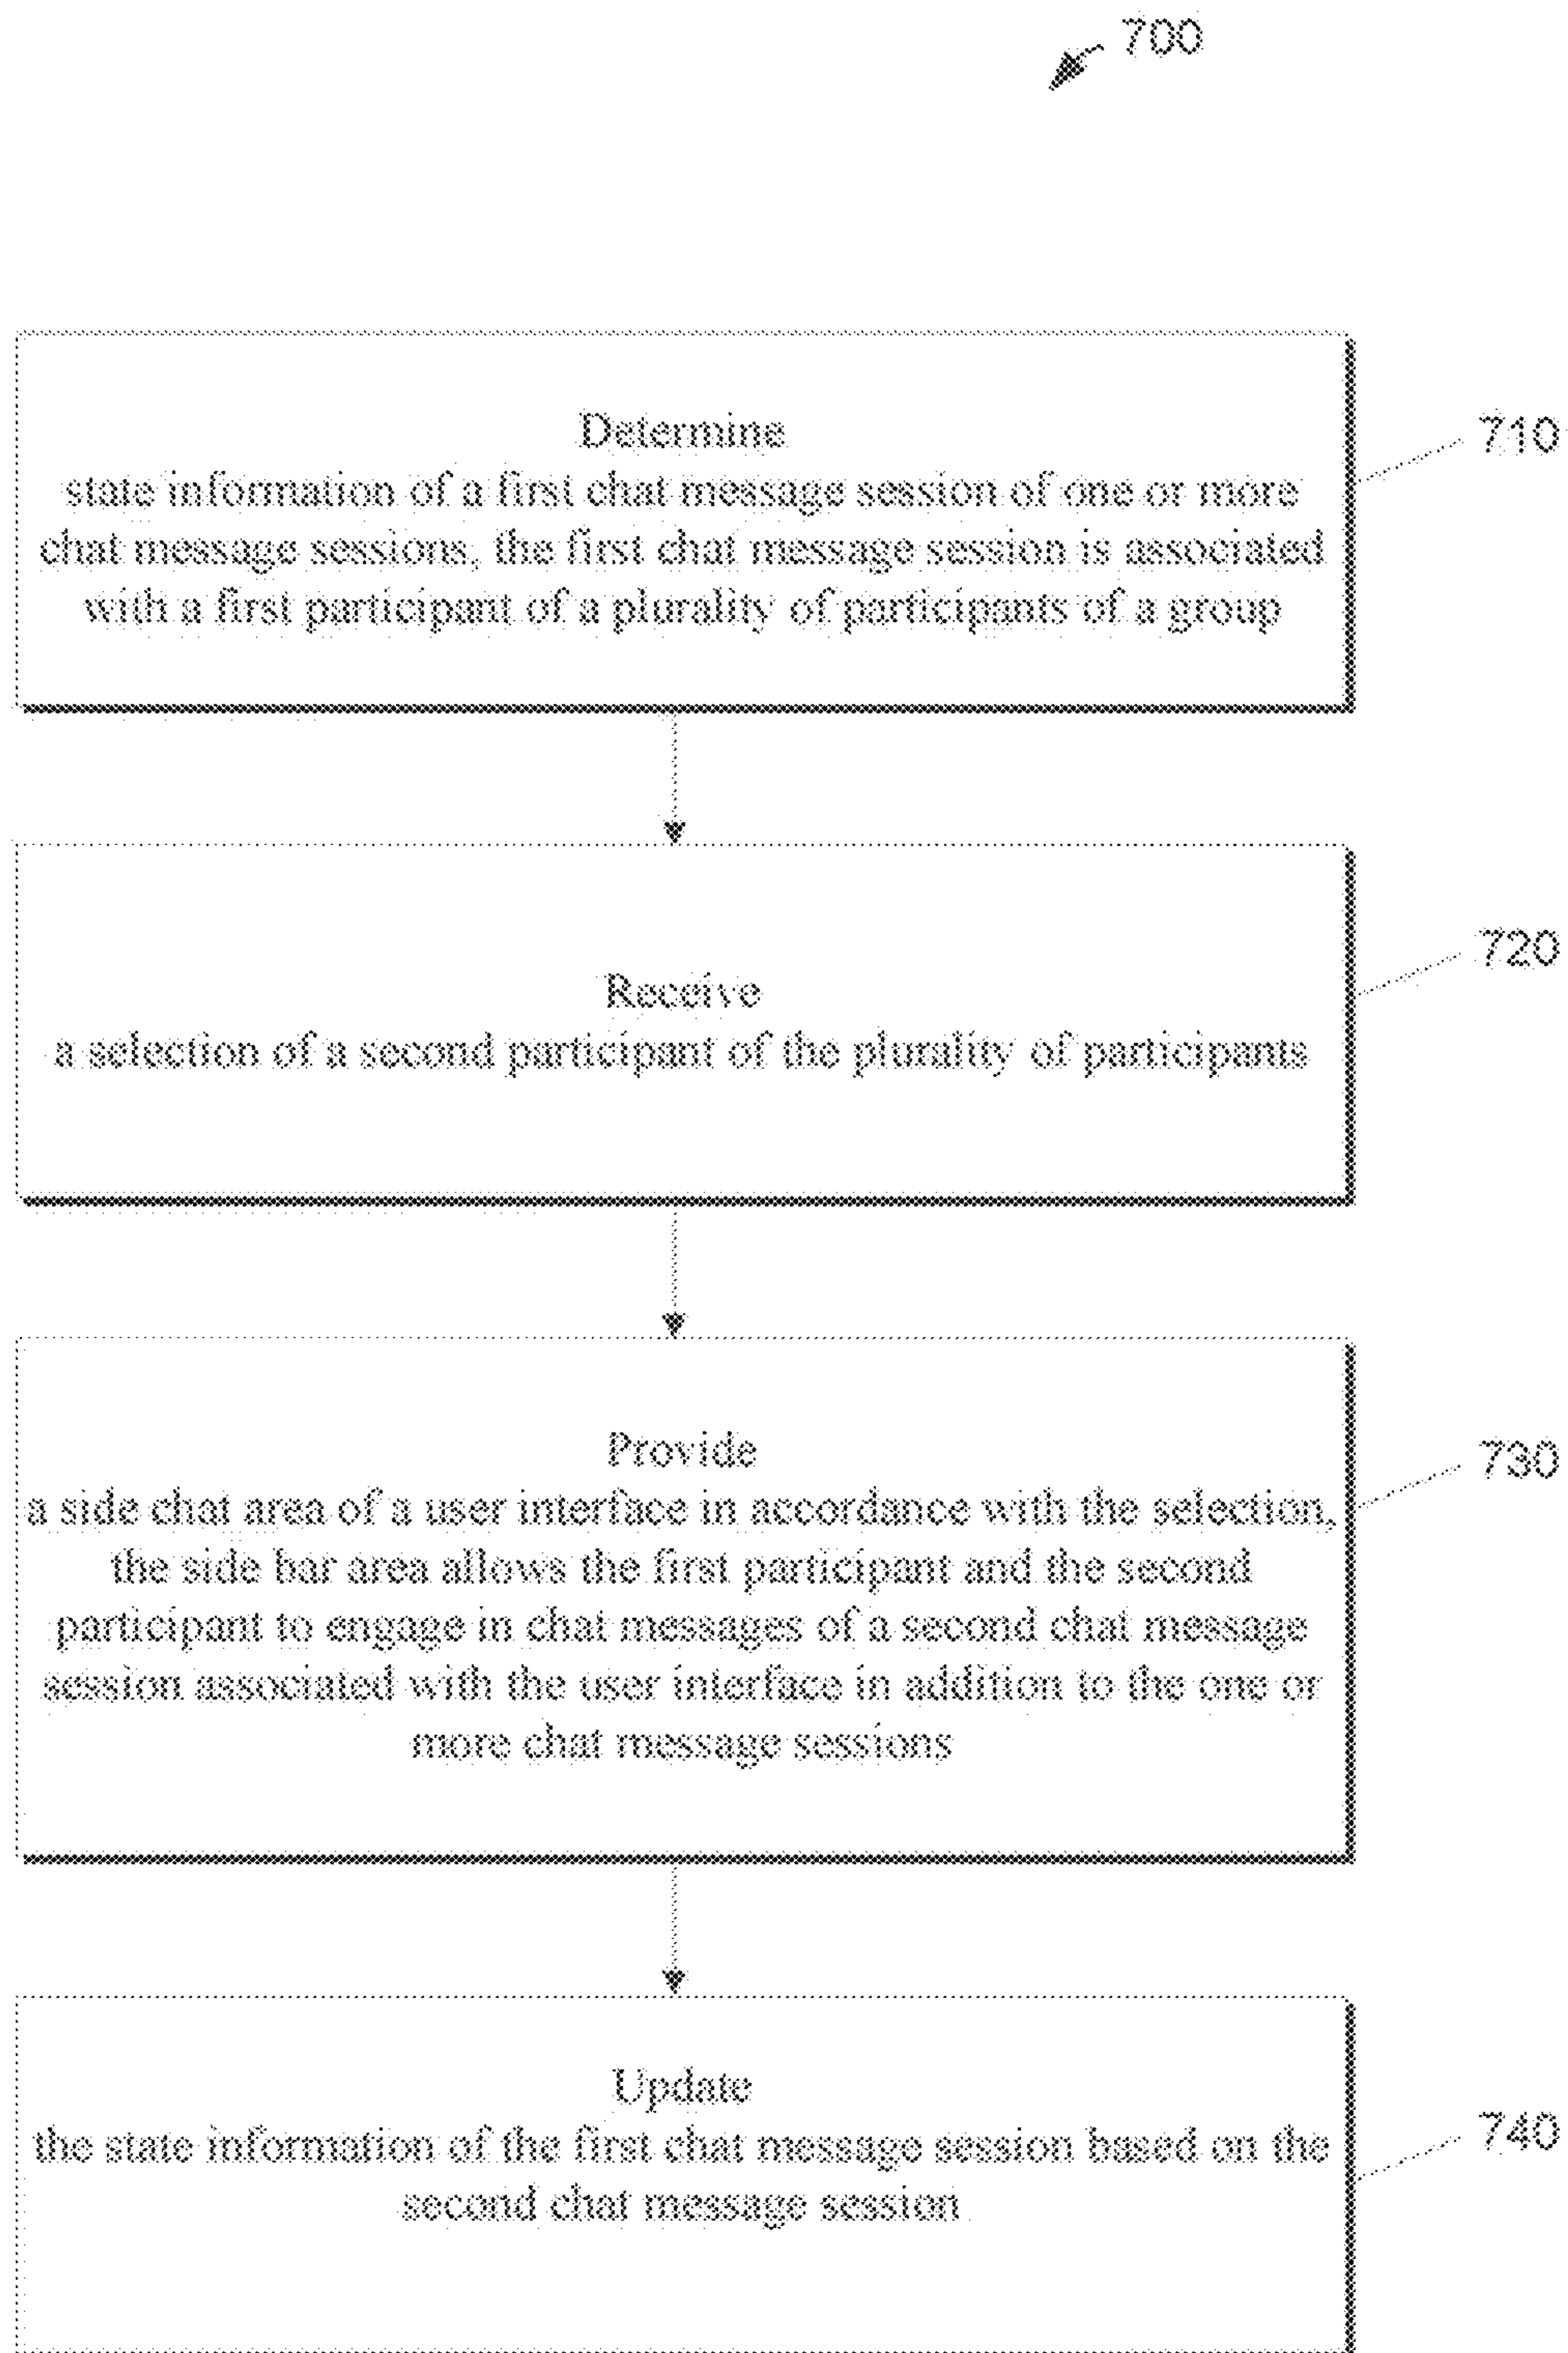 700
Determine
state information of a first chat message session of one or more
chat message sessions, the first chat message session is associated
with a first participant of a plurality of participants of a group
710
Receive
a selection of a second participant of the plurality of participants
720
Provide
a side chat area of a user interface in accordance with the selection,
the side bar area allows the first participant and the second
participant to engage in chat messages of a second chat message
session associated with the user interface in addition to the one or
more chat message sessions
730
Update
the state information of the first chat message session based on the
second chat message session
740